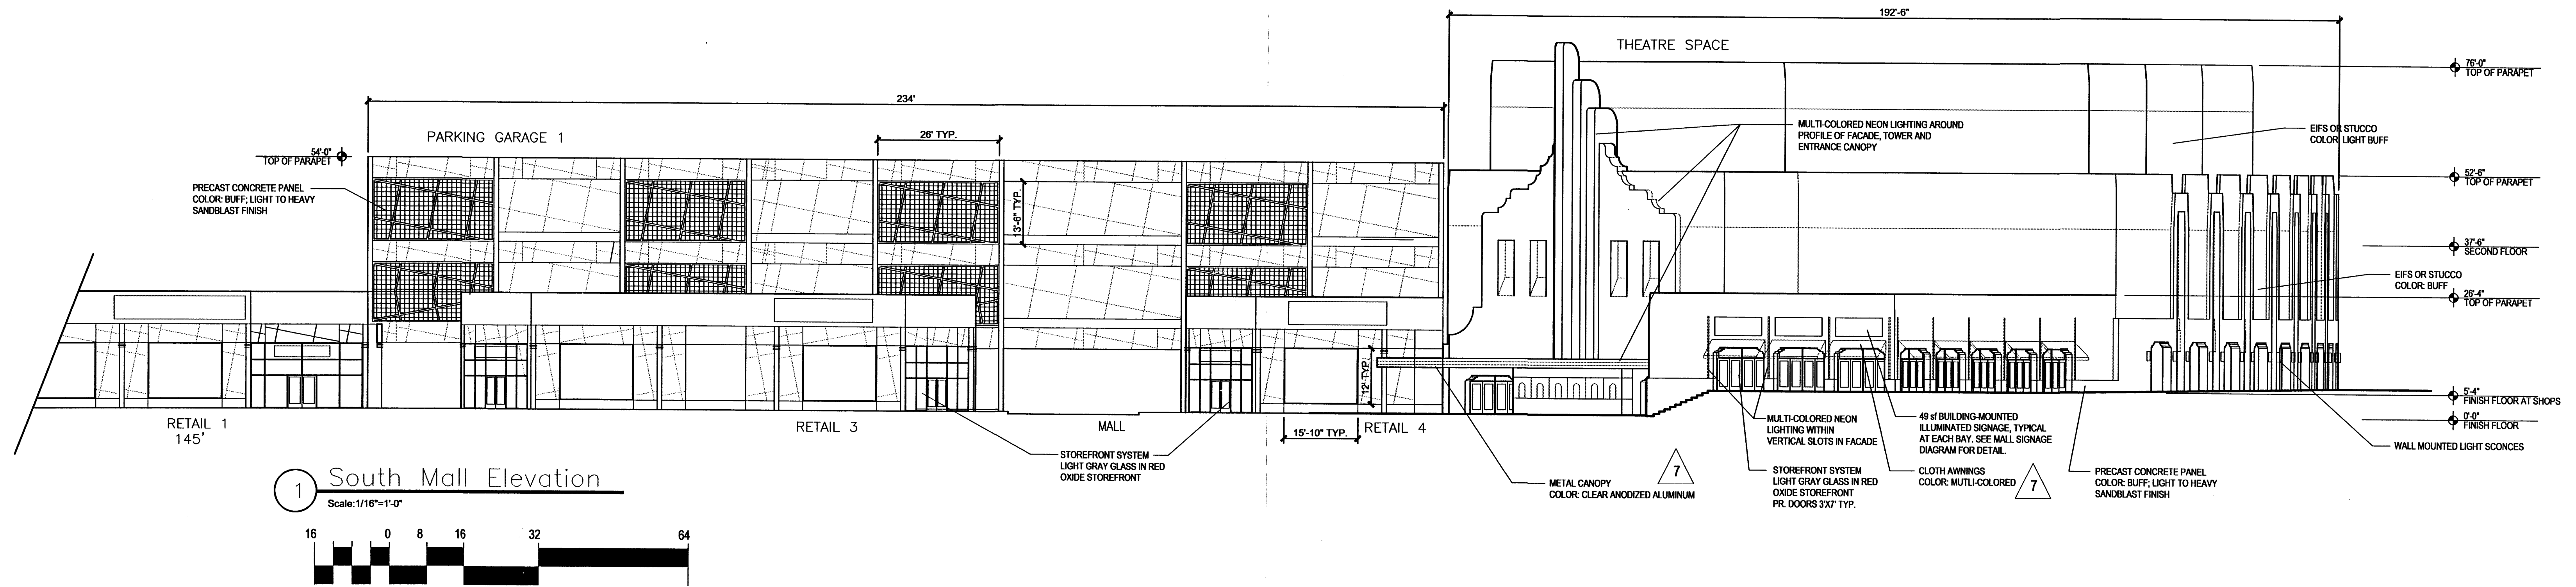 192'-6"
THEATRE SPACE
76'-0"
TOP OF PARAPET
234'
PARKING GARAGE 1
26' TYP.
MULTI-COLORED NEON LIGHTING AROUND
PROFILE OF FACADE, TOWER AND
ENTRANCE CANOPY
EIFS OR STUCCO
COLOR: LIGHT BUFF
54'-0"
TOP OF PARAPET
PRECAST CONCRETE PANEL
COLOR: BUFF; LIGHT TO HEAVY
SANDBLAST FINISH
13'-6" TYP.
52'-6"
TOP OF PARAPET
37'-6"
SECOND FLOOR
EIFS OR STUCCO
COLOR: BUFF
26'-4"
TOP OF PARAPET
12' TYP.
5'-4"
FINISH FLOOR AT SHOPS
0'-0"
FINISH FLOOR
RETAIL 1
145'
RETAIL 3
MALL
15'-10" TYP.
RETAIL 4
STOREFRONT SYSTEM
LIGHT GRAY GLASS IN RED
OXIDE STOREFRONT
METAL CANOPY
COLOR: CLEAR ANODIZED ALUMINUM
7
MULTI-COLORED NEON
LIGHTING WITHIN
VERTICAL SLOTS IN FACADE
STOREFRONT SYSTEM
LIGHT GRAY GLASS IN RED
OXIDE STOREFRONT
PR. DOORS 3'X7' TYP.
49 sf BUILDING-MOUNTED
ILLUMINATED SIGNAGE, TYPICAL
AT EACH BAY. SEE MALL SIGNAGE
DIAGRAM FOR DETAIL.
CLOTH AWNINGS
COLOR: MUTLI-COLORED
7
PRECAST CONCRETE PANEL
COLOR: BUFF; LIGHT TO HEAVY
SANDBLAST FINISH
WALL MOUNTED LIGHT SCONCES
1
South Mall Elevation
Scale:1/16"=1'-0"
16 0 8 16 32 64